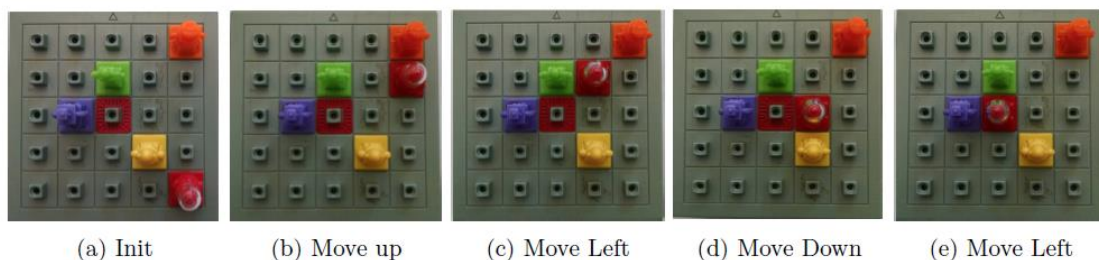 (a) Init
(b) Move up
(c) Move Left
(d) Move Down
(e) Move Left